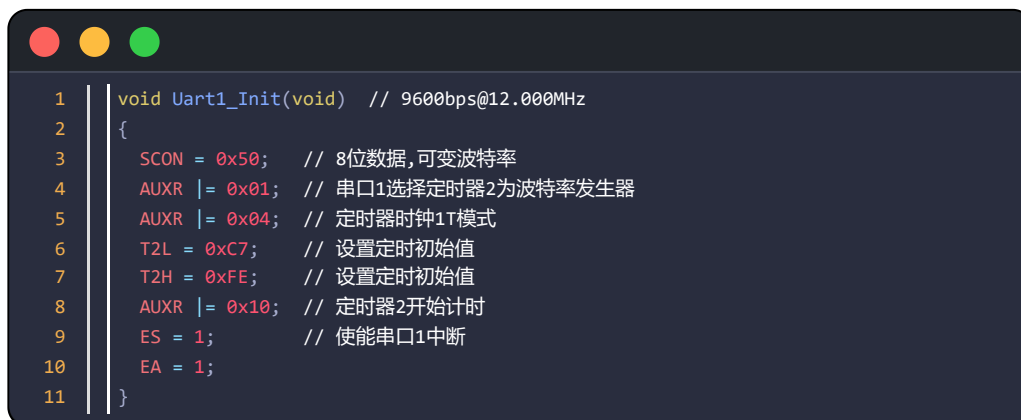 1 void Uart1_Init(void)  // 9600bps@12.000MHz
2 {
3   SCON = 0x50;   // 8位数据,可变波特率
4   AUXR |= 0x01;  // 串口1选择定时器2为波特率发生器
5   AUXR |= 0x04;  // 定时器时钟1T模式
6   T2L = 0xC7;    // 设置定时初始值
7   T2H = 0xFE;    // 设置定时初始值
8   AUXR |= 0x10;  // 定时器2开始计时
9   ES = 1;        // 使能串口1中断
10   EA = 1;
11 }